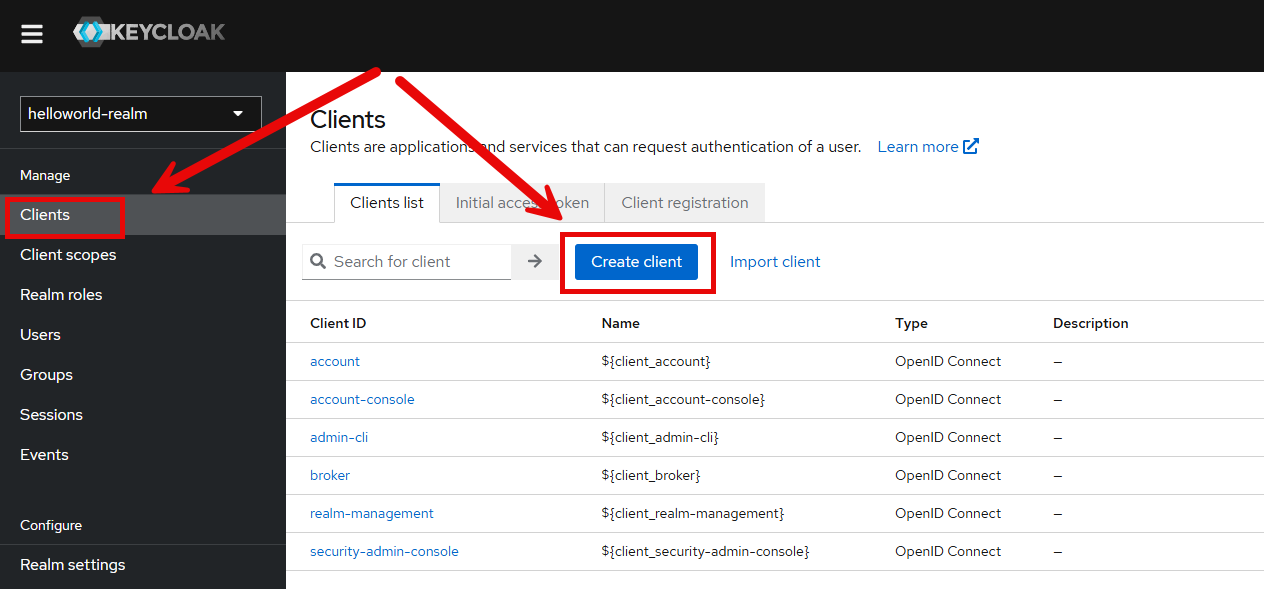 KEYCLOAK
helloworld-realm
Manage
Clients
Client scopes
Realm roles
Users
Groups
Sessions
Events
Configure
Realm settings
Clients
Clients are applications and services that can request authentication of a user. Learn more
Clients list Initial access token Client registration
Search for client Create client Import client
Client ID Name Type Description
account ${client_account} OpenID Connect –
account-console ${client_account-console} OpenID Connect –
admin-cli ${client_admin-cli} OpenID Connect –
broker ${client_broker} OpenID Connect –
realm-management ${client_realm-management} OpenID Connect –
security-admin-console ${client_security-admin-console} OpenID Connect –